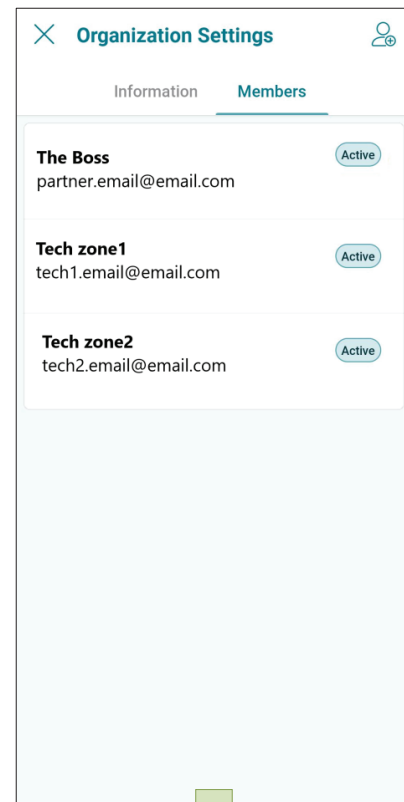 Organization Settings
Information Members
The Boss Active
partner.email@email.com
Tech zone1 Active
tech1.email@email.com
Tech zone2 Active
tech2.email@email.com